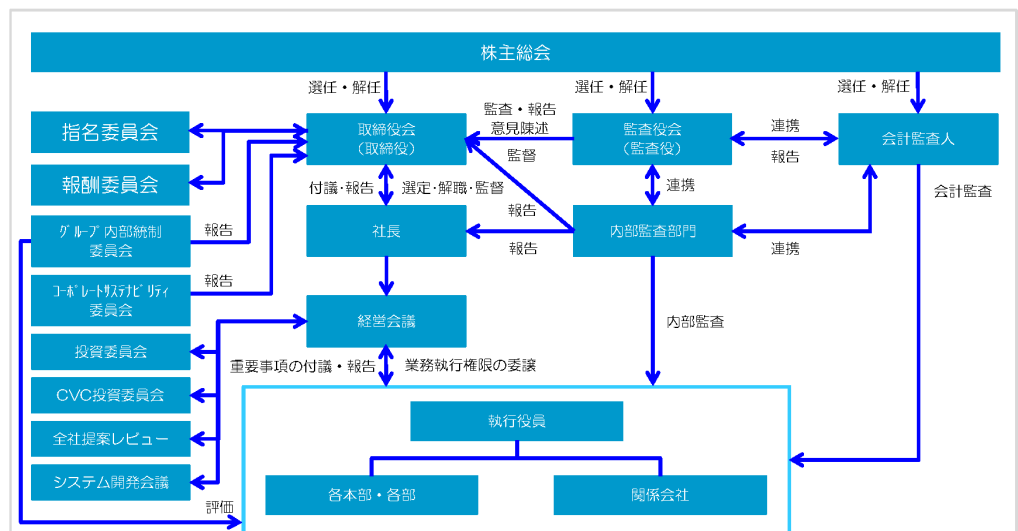 株主総会
選任・解任
選任・解任
選任・解任
指名委員会
取締役会
（取締役）
監査・報告
意見陳述
監督
監査役会
（監査役）
連携
報告
会計監査人
報酬委員会
付議・報告
選定・解職・監督
連携
会計監査
グループ内部統制
委員会
報告
社長
報告
報告
内部監査部門
連携
コーポレートサステナビリティ
委員会
報告
経営会議
内部監査
投資委員会
重要事項の付議・報告
業務執行権限の委譲
CVC投資委員会
執行役員
全社提案レビュー
システム開発会議
各本部・各部
関係会社
評価